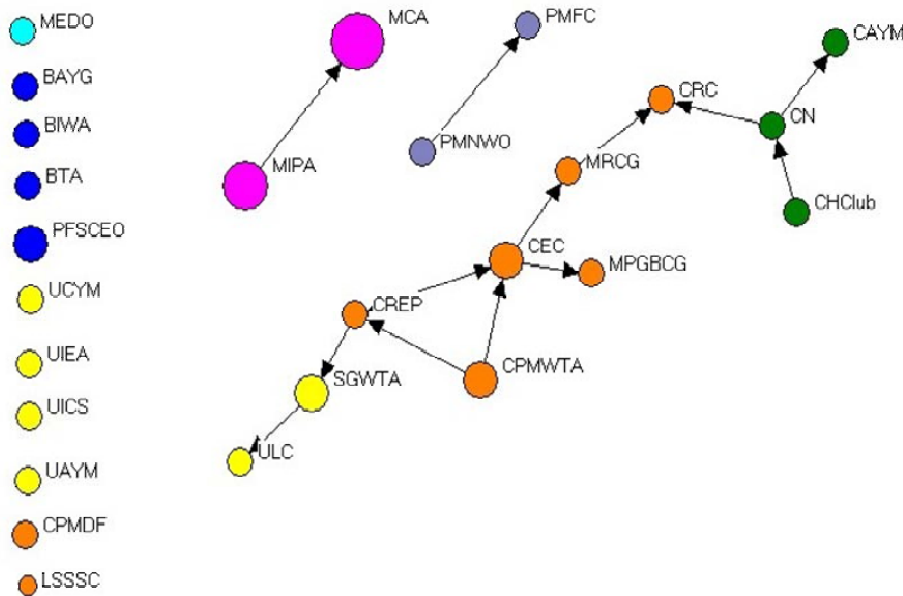 MEDO
BAYG
BIWA
BTA
PFSCEO
UCYM
UIEA
UICS
UAYM
CPMDF
LSSSC
MCA
MIPA
PMFC
PMNWO
CAYM
CRC
CN
MRCG
CHClub
CEC
MPGBCG
CREP
CPMWTA
SGWTA
ULC